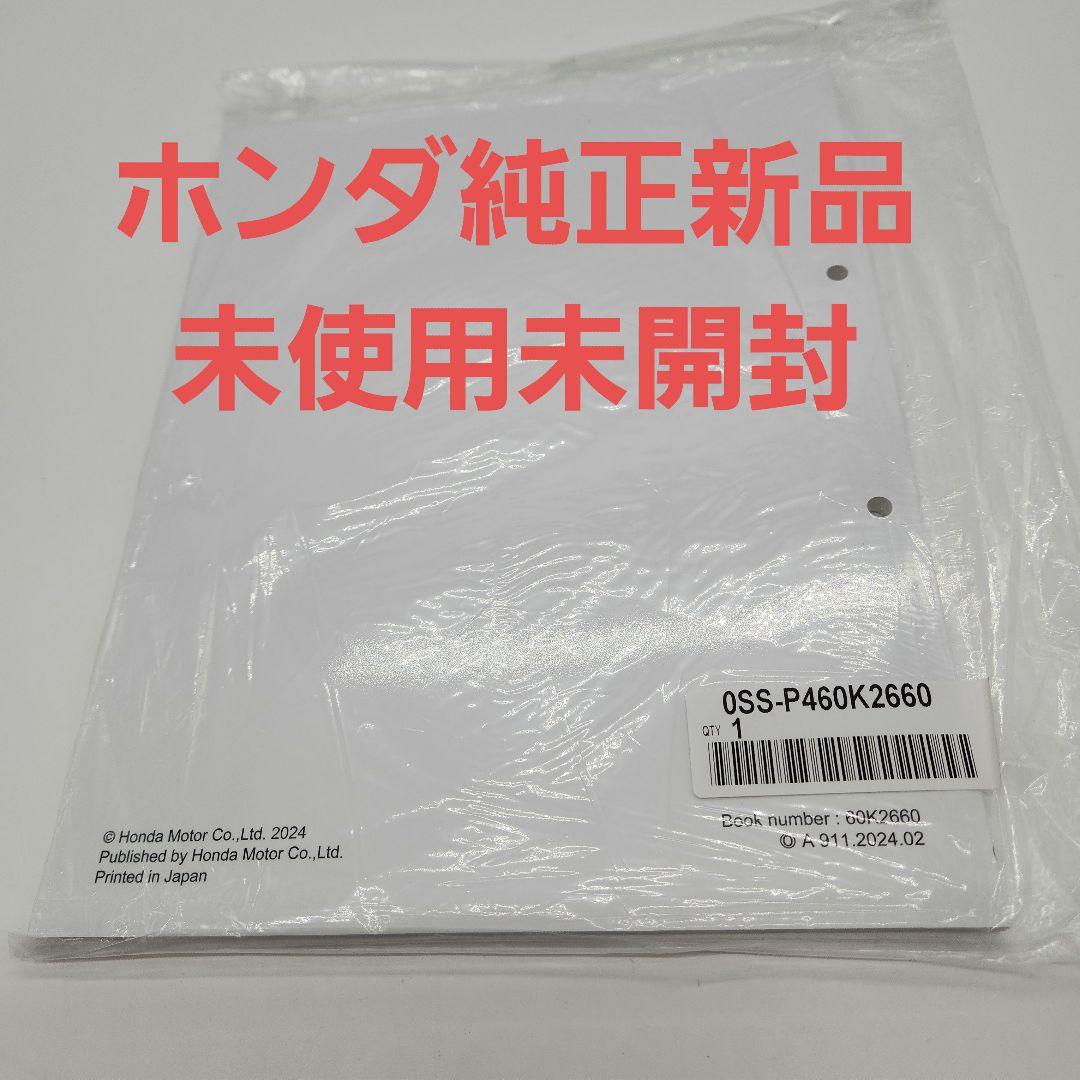 ホンダ純正新品
未使用未開封
0SS-P460K2660
QTY 1
Book number : 60K2660
Ⓞ A 911.2024.02
© Honda Motor Co.,Ltd. 2024
Published by Honda Motor Co.,Ltd.
Printed in Japan